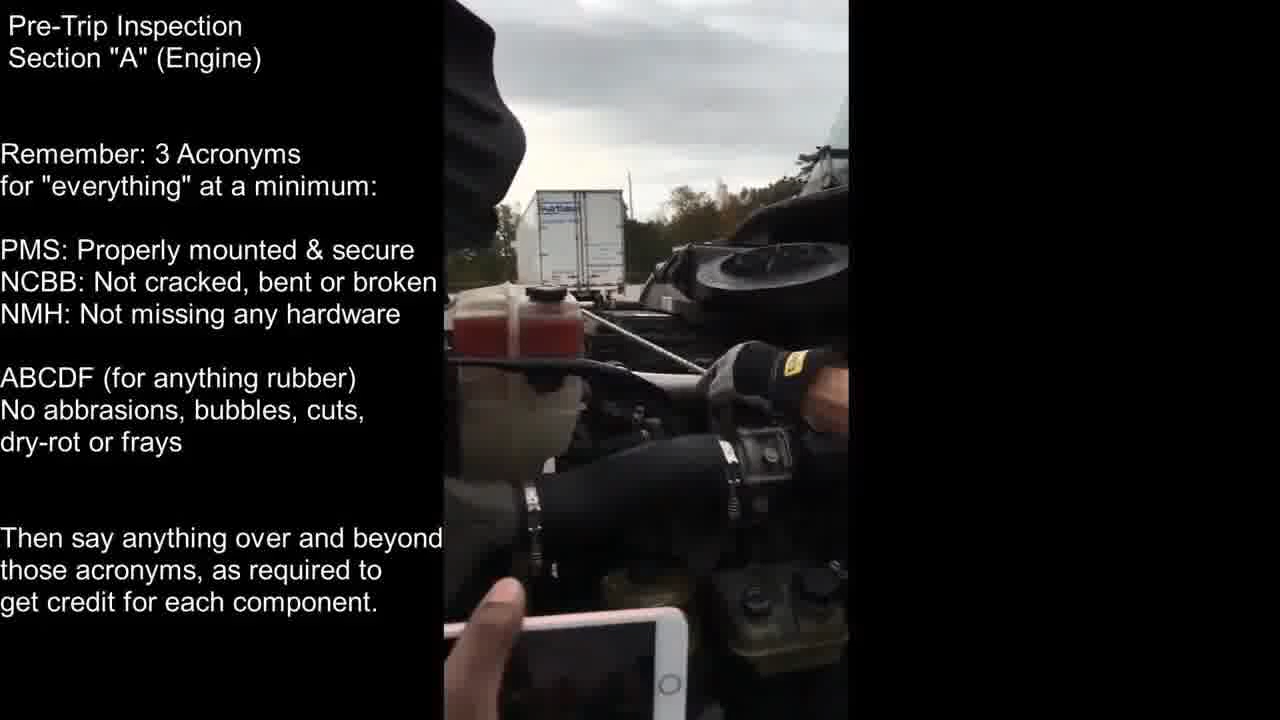 Pre-Trip Inspection
Section "A" (Engine)
Remember: 3 Acronyms
for "everything" at a minimum:
PMS: Properly mounted & secure
NCBB: Not cracked, bent or broken
NMH: Not missing any hardware
ABCDF (for anything rubber)
No abbrasions, bubbles, cuts,
dry-rot or frays
Then say anything over and beyond
those acronyms, as required to
get credit for each component.